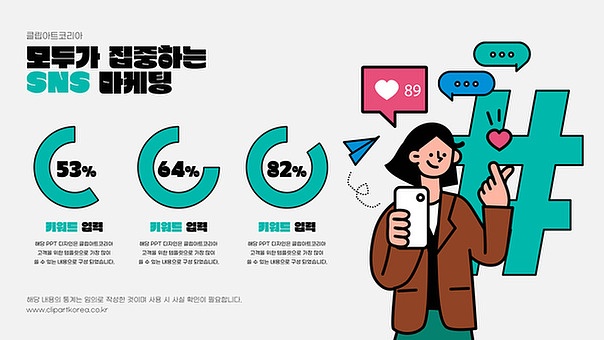 클립아트코리아
모두가 집중하는
SNS 마케팅
89
53%
64%
82%
키워드 입력
해당 PPT 디자인은 클립아트코리아
고객을 위한 템플릿으로 가장 많이
쓸 수 있는 내용으로 구성 되었습니다.
키워드 입력
해당 PPT 디자인은 클립아트코리아
고객을 위한 템플릿으로 가장 많이
쓸 수 있는 내용으로 구성 되었습니다.
키워드 입력
해당 PPT 디자인은 클립아트코리아
고객을 위한 템플릿으로 가장 많이
쓸 수 있는 내용으로 구성 되었습니다.
해당 내용의 통계는 임의로 작성한 것이며 사용 시 사실 확인이 필요합니다.
www.clipartkorea.co.kr